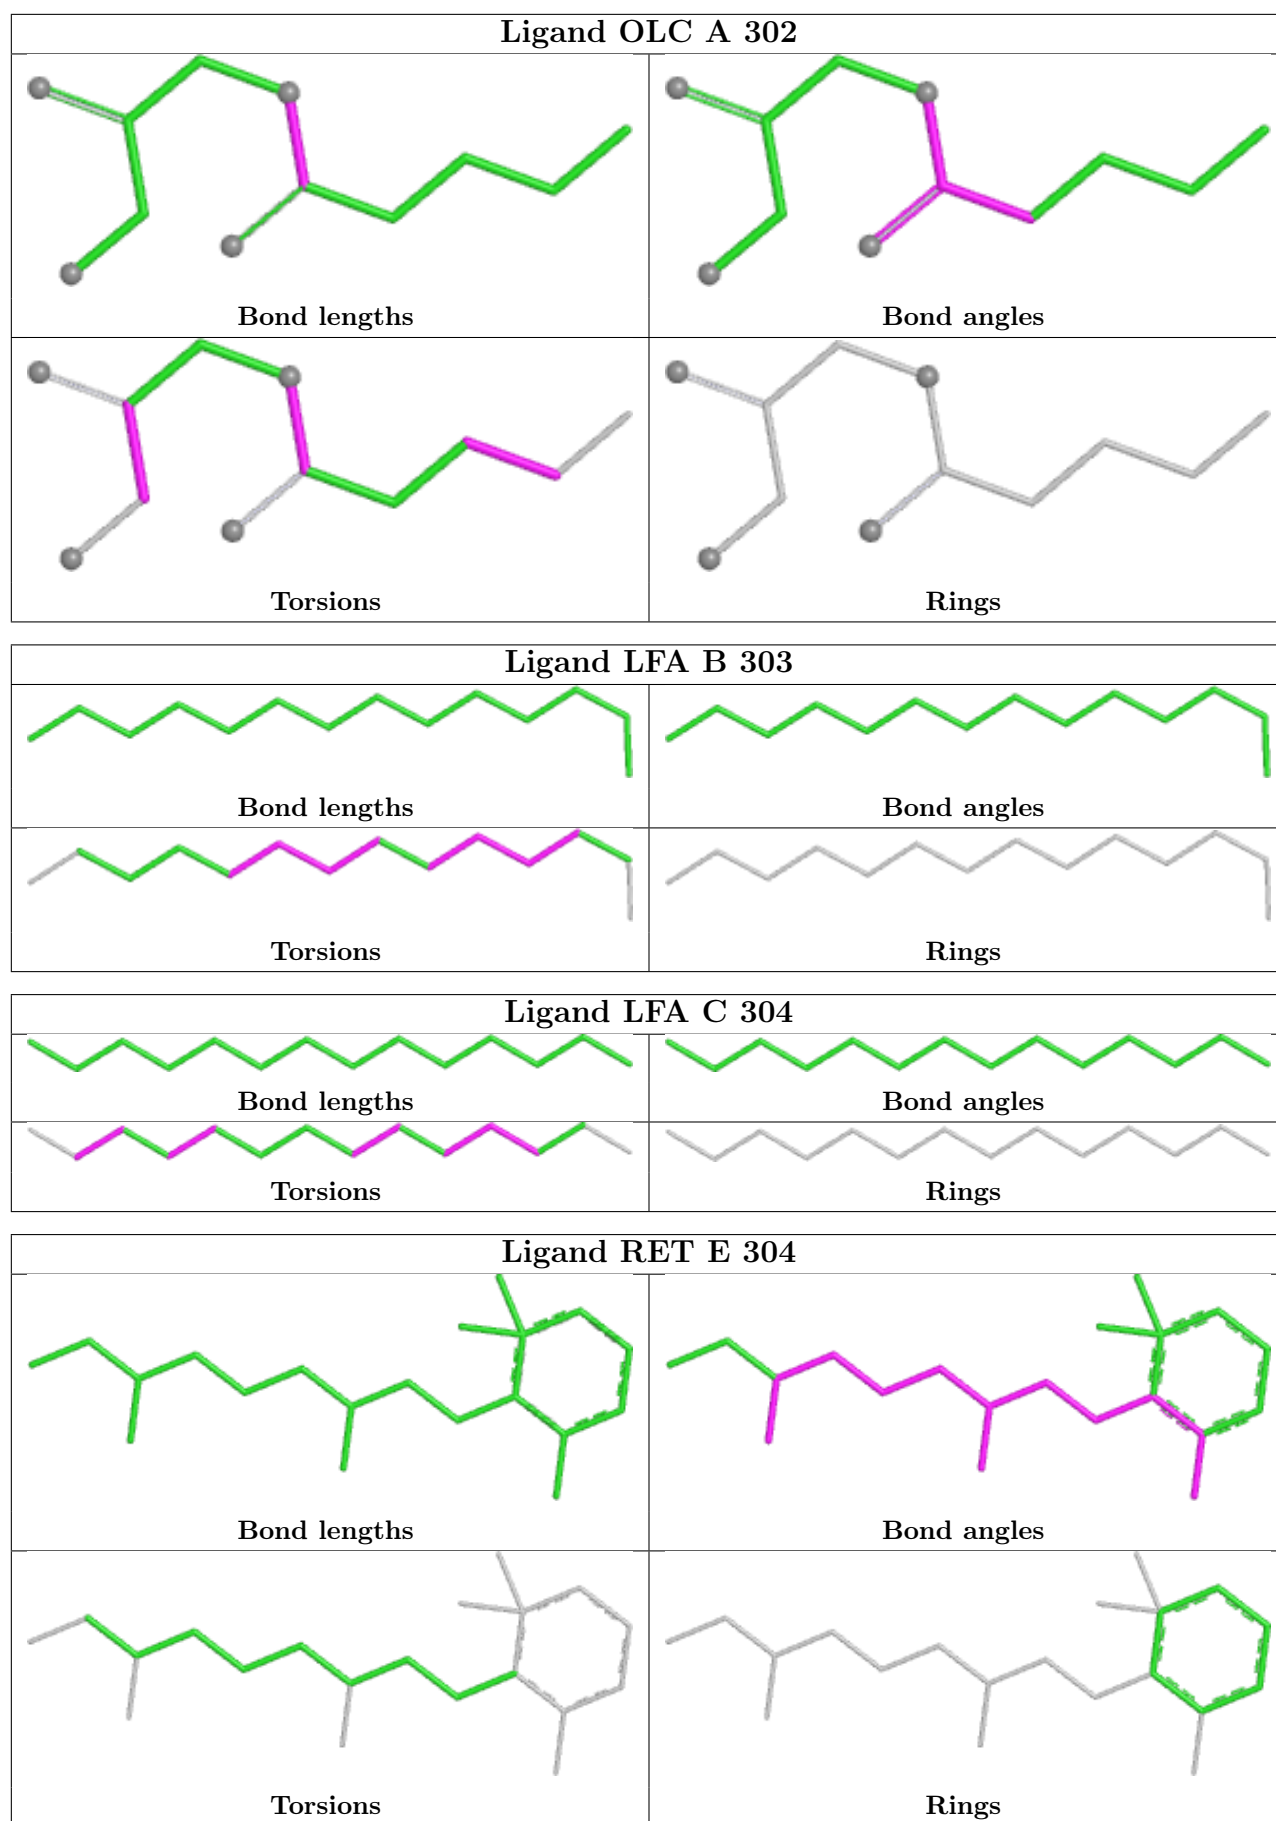 Ligand OLC A 302
Bond lengths
Bond angles
Torsions
Rings
Ligand LFA B 303
Bond lengths
Bond angles
Torsions
Rings
Ligand LFA C 304
Bond lengths
Bond angles
Torsions
Rings
Ligand RET E 304
Bond lengths
Bond angles
Torsions
Rings